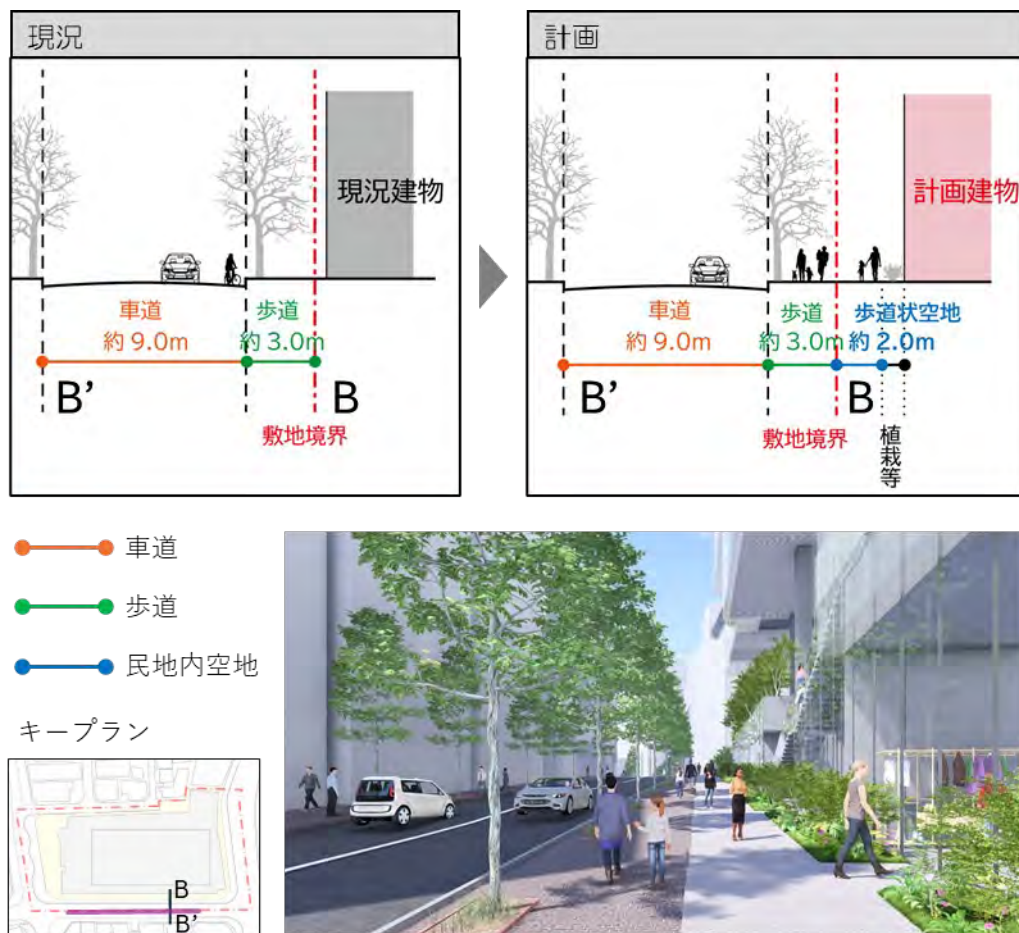 現況
現況建物
車道
約 9.0m
歩道
約 3.0m
B’
B
敷地境界
計画
計画建物
車道
約 9.0m
歩道
約 3.0m
歩道状空地
約 2.0m
B’
B
敷地境界
植栽等
車道
歩道
民地内空地
キープラン
B
B’